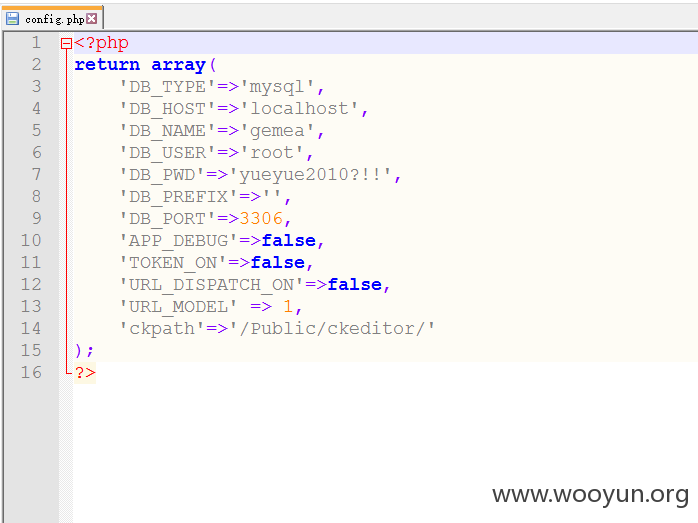 config.php
1 <?php
2 return array(
3 'DB_TYPE'=>'mysql',
4 'DB_HOST'=>'localhost',
5 'DB_NAME'=>'gemea',
6 'DB_USER'=>'root',
7 'DB_PWD'=>'yueyue2010?!!',
8 'DB_PREFIX'=>'',
9 'DB_PORT'=>3306,
10 'APP_DEBUG'=>false,
11 'TOKEN_ON'=>false,
12 'URL_DISPATCH_ON'=>false,
13 'URL_MODEL' => 1,
14 'ckpath'=>'/Public/ckeditor/'
15 );
16 ?>
www.wooyun.org